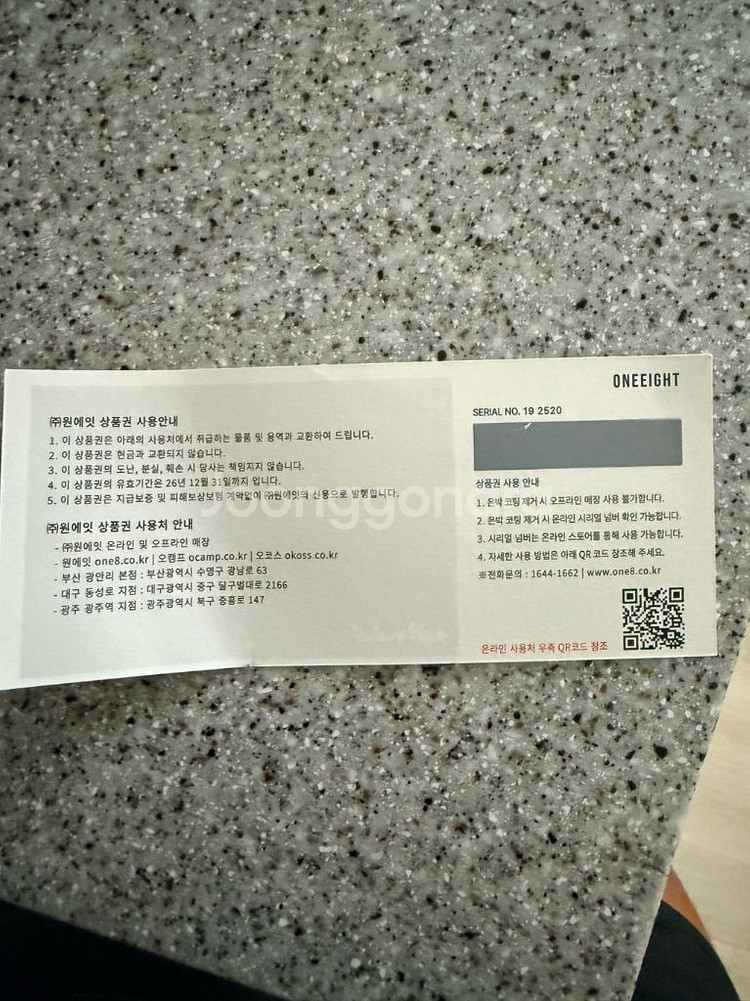 ONEEIGHT
㈜원에잇 상품권 사용안내
1. 이 상품권은 아래의 사용처에서 취급하는 물품 및 용역과 교환하여 드립니다.
2. 이 상품권은 현금과 교환되지 않습니다.
3. 이 상품권의 도난, 분실, 훼손 시 당사는 책임지지 않습니다.
4. 이 상품권의 유효기간은 26년 12월 31일까지 입니다.
5. 이 상품권은 지급보증 및 피해보상보험 계약없이 ㈜원에잇의 신용으로 발행합니다.
㈜원에잇 상품권 사용처 안내
- ㈜원에잇 온라인 및 오프라인 매장
- 원에잇 one8.co.kr | 오캠프 ocamp.co.kr | 오코스 okoss.co.kr
- 부산 광안리 본점 : 부산광역시 수영구 광남로 63
- 대구 동성로 지점 : 대구광역시 중구 달구벌대로 2166
- 광주 광주역 지점 : 광주광역시 북구 중흥로 147
SERIAL NO. 19 2520
상품권 사용 안내
1. 은박 코팅 제거 시 오프라인 매장 사용 불가합니다.
2. 은박 코팅 제거 시 온라인 시리얼 넘버 확인 가능합니다.
3. 시리얼 넘버는 온라인 스토어를 통해 사용 가능합니다.
4. 자세한 사용 방법은 아래 QR 코드 참조해 주세요.
※전화문의 : 1644-1662 | www.one8.co.kr
온라인 사용처 우측 QR코드 참조